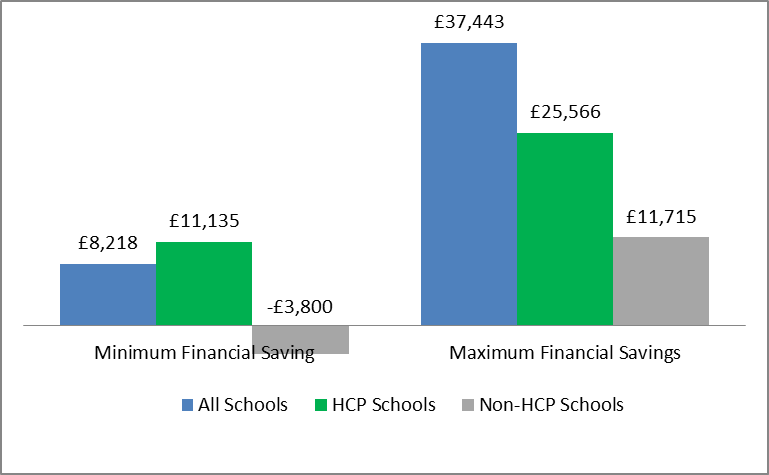 £37,443
£25,566
£11,715
£11,135
£8,218
-£3,800
Minimum Financial Saving
Maximum Financial Savings
All Schools
HCP Schools
Non-HCP Schools